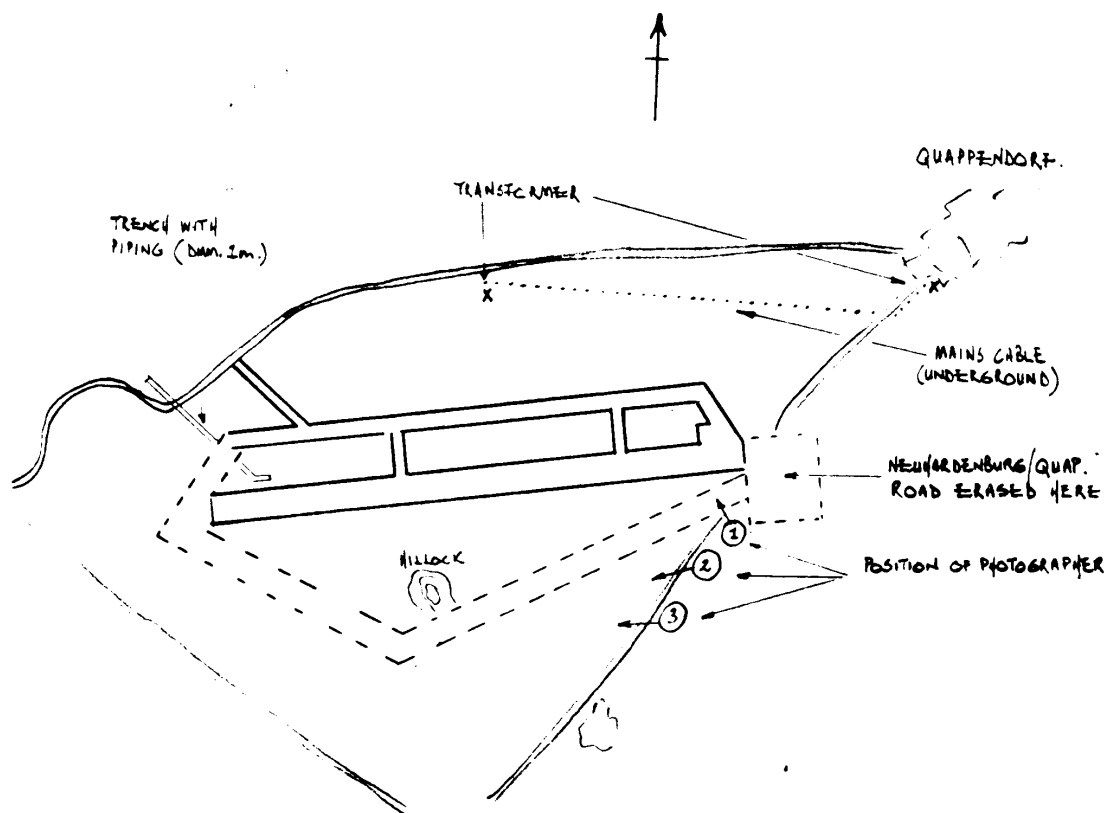 QUAPPENDORF.
TRANSFORMER
TRENCH WITH
PIPING (DIAM. 1m.)
X
X
MAINS CABLE
(UNDERGROUND)
NEUHARDENBURG/QUAP.
ROAD ERASED HERE
HILLOCK
1
2
3
POSITION OF PHOTOGRAPHER